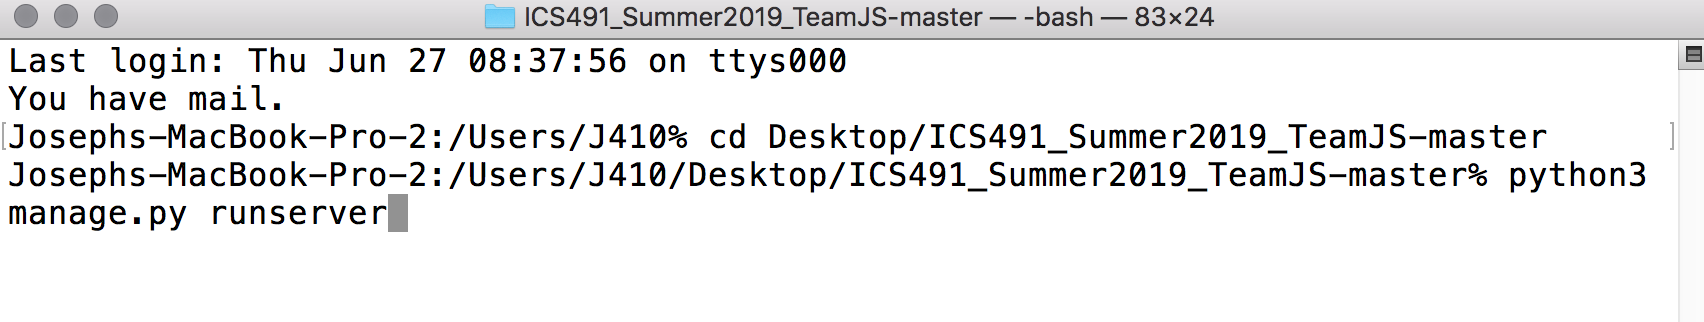 ICS491_Summer2019_TeamJS-master — -bash — 83×24
Last login: Thu Jun 27 08:37:56 on ttys000
You have mail.
[Josephs-MacBook-Pro-2:/Users/J410% cd Desktop/ICS491_Summer2019_TeamJS-master ]
Josephs-MacBook-Pro-2:/Users/J410/Desktop/ICS491_Summer2019_TeamJS-master% python3
manage.py runserver